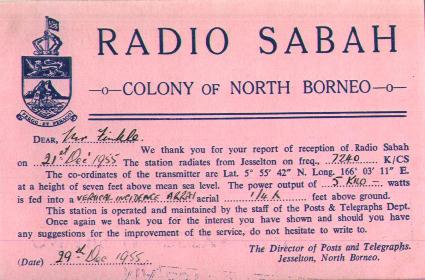 RADIO SABAH
—o—COLONY OF NORTH BORNEO—o—
PERGO ET PERAGO
DEAR, Mr Finkle.
We thank you for your report of reception of Radio Sabah
on 21st Dec 1955 The station radiates from Jesselton on freq., 7240 K/CS
The co-ordinates of the transmitter are Lat. 5° 55' 42" N. Long. 166° 03' 11" E.
at a height of seven feet above mean sea level. The power output of 5 KW watts
is fed into a VERTICAL INCIDENCE ARRAY aerial feet above ground.
This station is operated and maintained by the staff of the Posts & Telegraphs Dept.
Once again we thank you for the interest you have shown and should you have
any suggestions for the improvement of the service, do not hesitate to write to.
The Director of Posts and Telegraphs.
(Date) 29st Dec 1955. Jesselton, North Borneo.